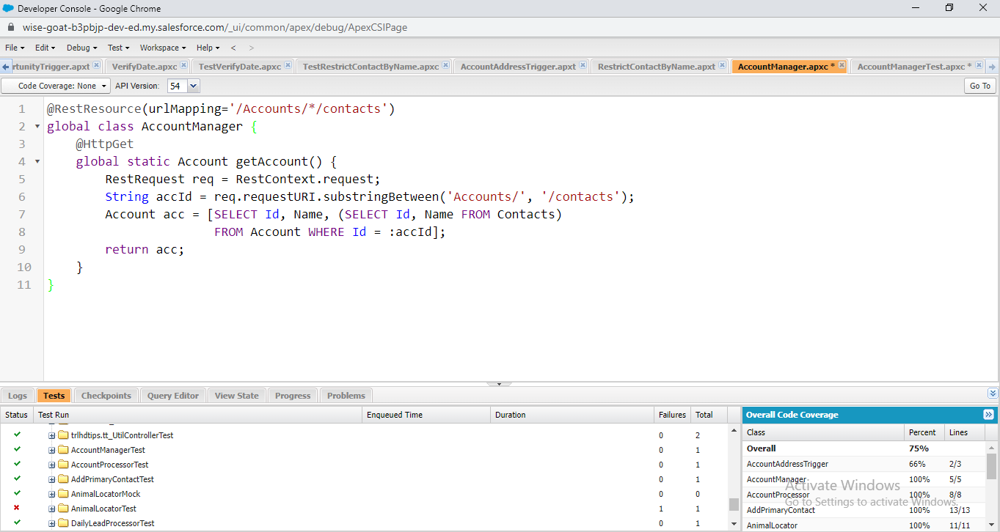 Developer Console - Google Chrome
wise-goat-b3pbjp-dev-ed.my.salesforce.com/_ui/common/apex/debug/ApexCSIPage
File Edit Debug Test Workspace Help < >
rtunityTrigger.apxt VerifyDate.apxc TestVerifyDate.apxc TestRestrictContactByName.apxc AccountAddressTrigger.apxt RestrictContactByName.apxt AccountManager.apxc * AccountManagerTest.apxc *
Code Coverage: None API Version: 54 Go To
1 @RestResource(urlMapping='/Accounts/*/contacts')
2 global class AccountManager {
3 @HttpGet
4 global static Account getAccount() {
5 RestRequest req = RestContext.request;
6 String accId = req.requestURI.substringBetween('Accounts/', '/contacts');
7 Account acc = [SELECT Id, Name, (SELECT Id, Name FROM Contacts)
8 FROM Account WHERE Id = :accId];
9 return acc;
10 }
11 }
Logs Tests Checkpoints Query Editor View State Progress Problems
Status Test Run Enqueued Time Duration Failures Total
trlhdtips.tt_UtilControllerTest 0 2
AccountManagerTest 0 1
AccountProcessorTest 0 1
AddPrimaryContactTest 0 1
AnimalLocatorMock 0 0
AnimalLocatorTest 1 1
DailyLeadProcessorTest 0 1
Overall Code Coverage
Class Percent Lines
Overall 75%
AccountAddressTrigger 66% 2/3
AccountManager 100% 5/5
AccountProcessor 100% 8/8
AddPrimaryContact 100% 13/13
AnimalLocator 100% 11/11
Activate Windows
Go to Settings to activate Windows.